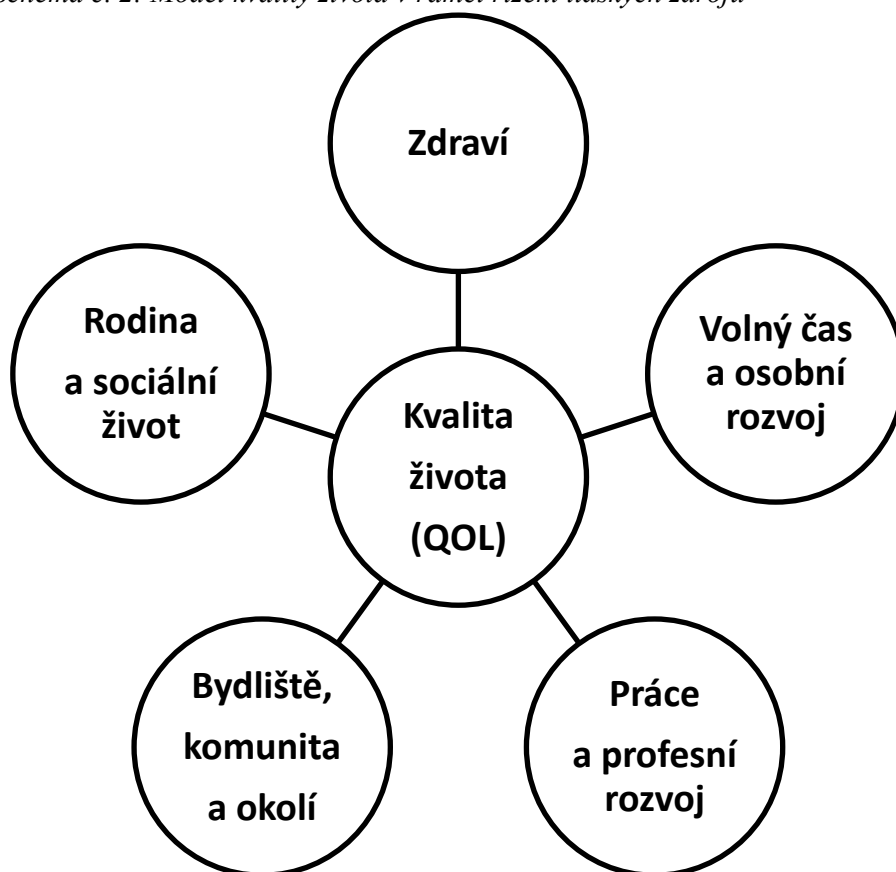 Zdraví
Rodina
a sociální
život
Volný čas
a osobní
rozvoj
Kvalita
života
(QOL)
Bydliště,
komunita
a okolí
Práce
a profesní
rozvoj